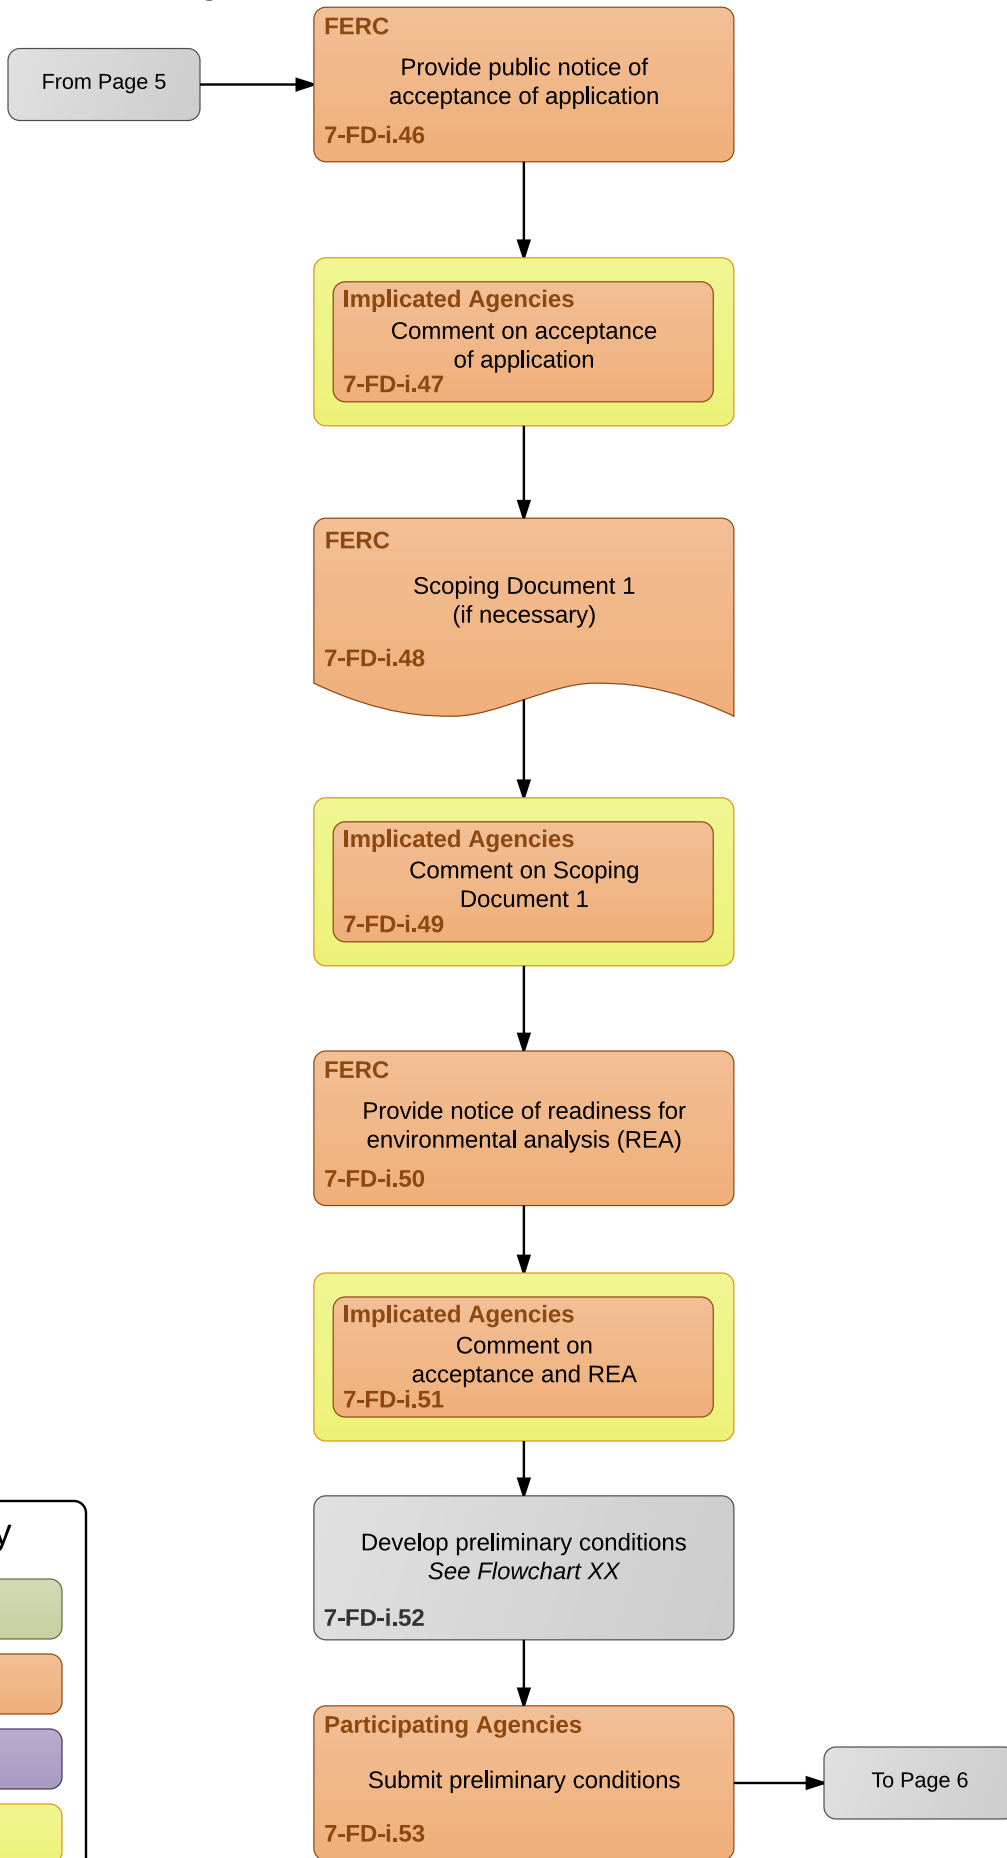 FERC
From Page 5
Provide public notice of
acceptance of application
7-FD-i.46
Implicated Agencies
Comment on acceptance
of application
7-FD-i.47
FERC
Scoping Document 1
(if necessary)
7-FD-i.48
Implicated Agencies
Comment on Scoping
Document 1
7-FD-i.49
FERC
Provide notice of readiness for
environmental analysis (REA)
7-FD-i.50
Implicated Agencies
Comment on
acceptance and REA
7-FD-i.51
Develop preliminary conditions
See Flowchart XX
7-FD-i.52
Participating Agencies
Submit preliminary conditions
To Page 6
7-FD-i.53